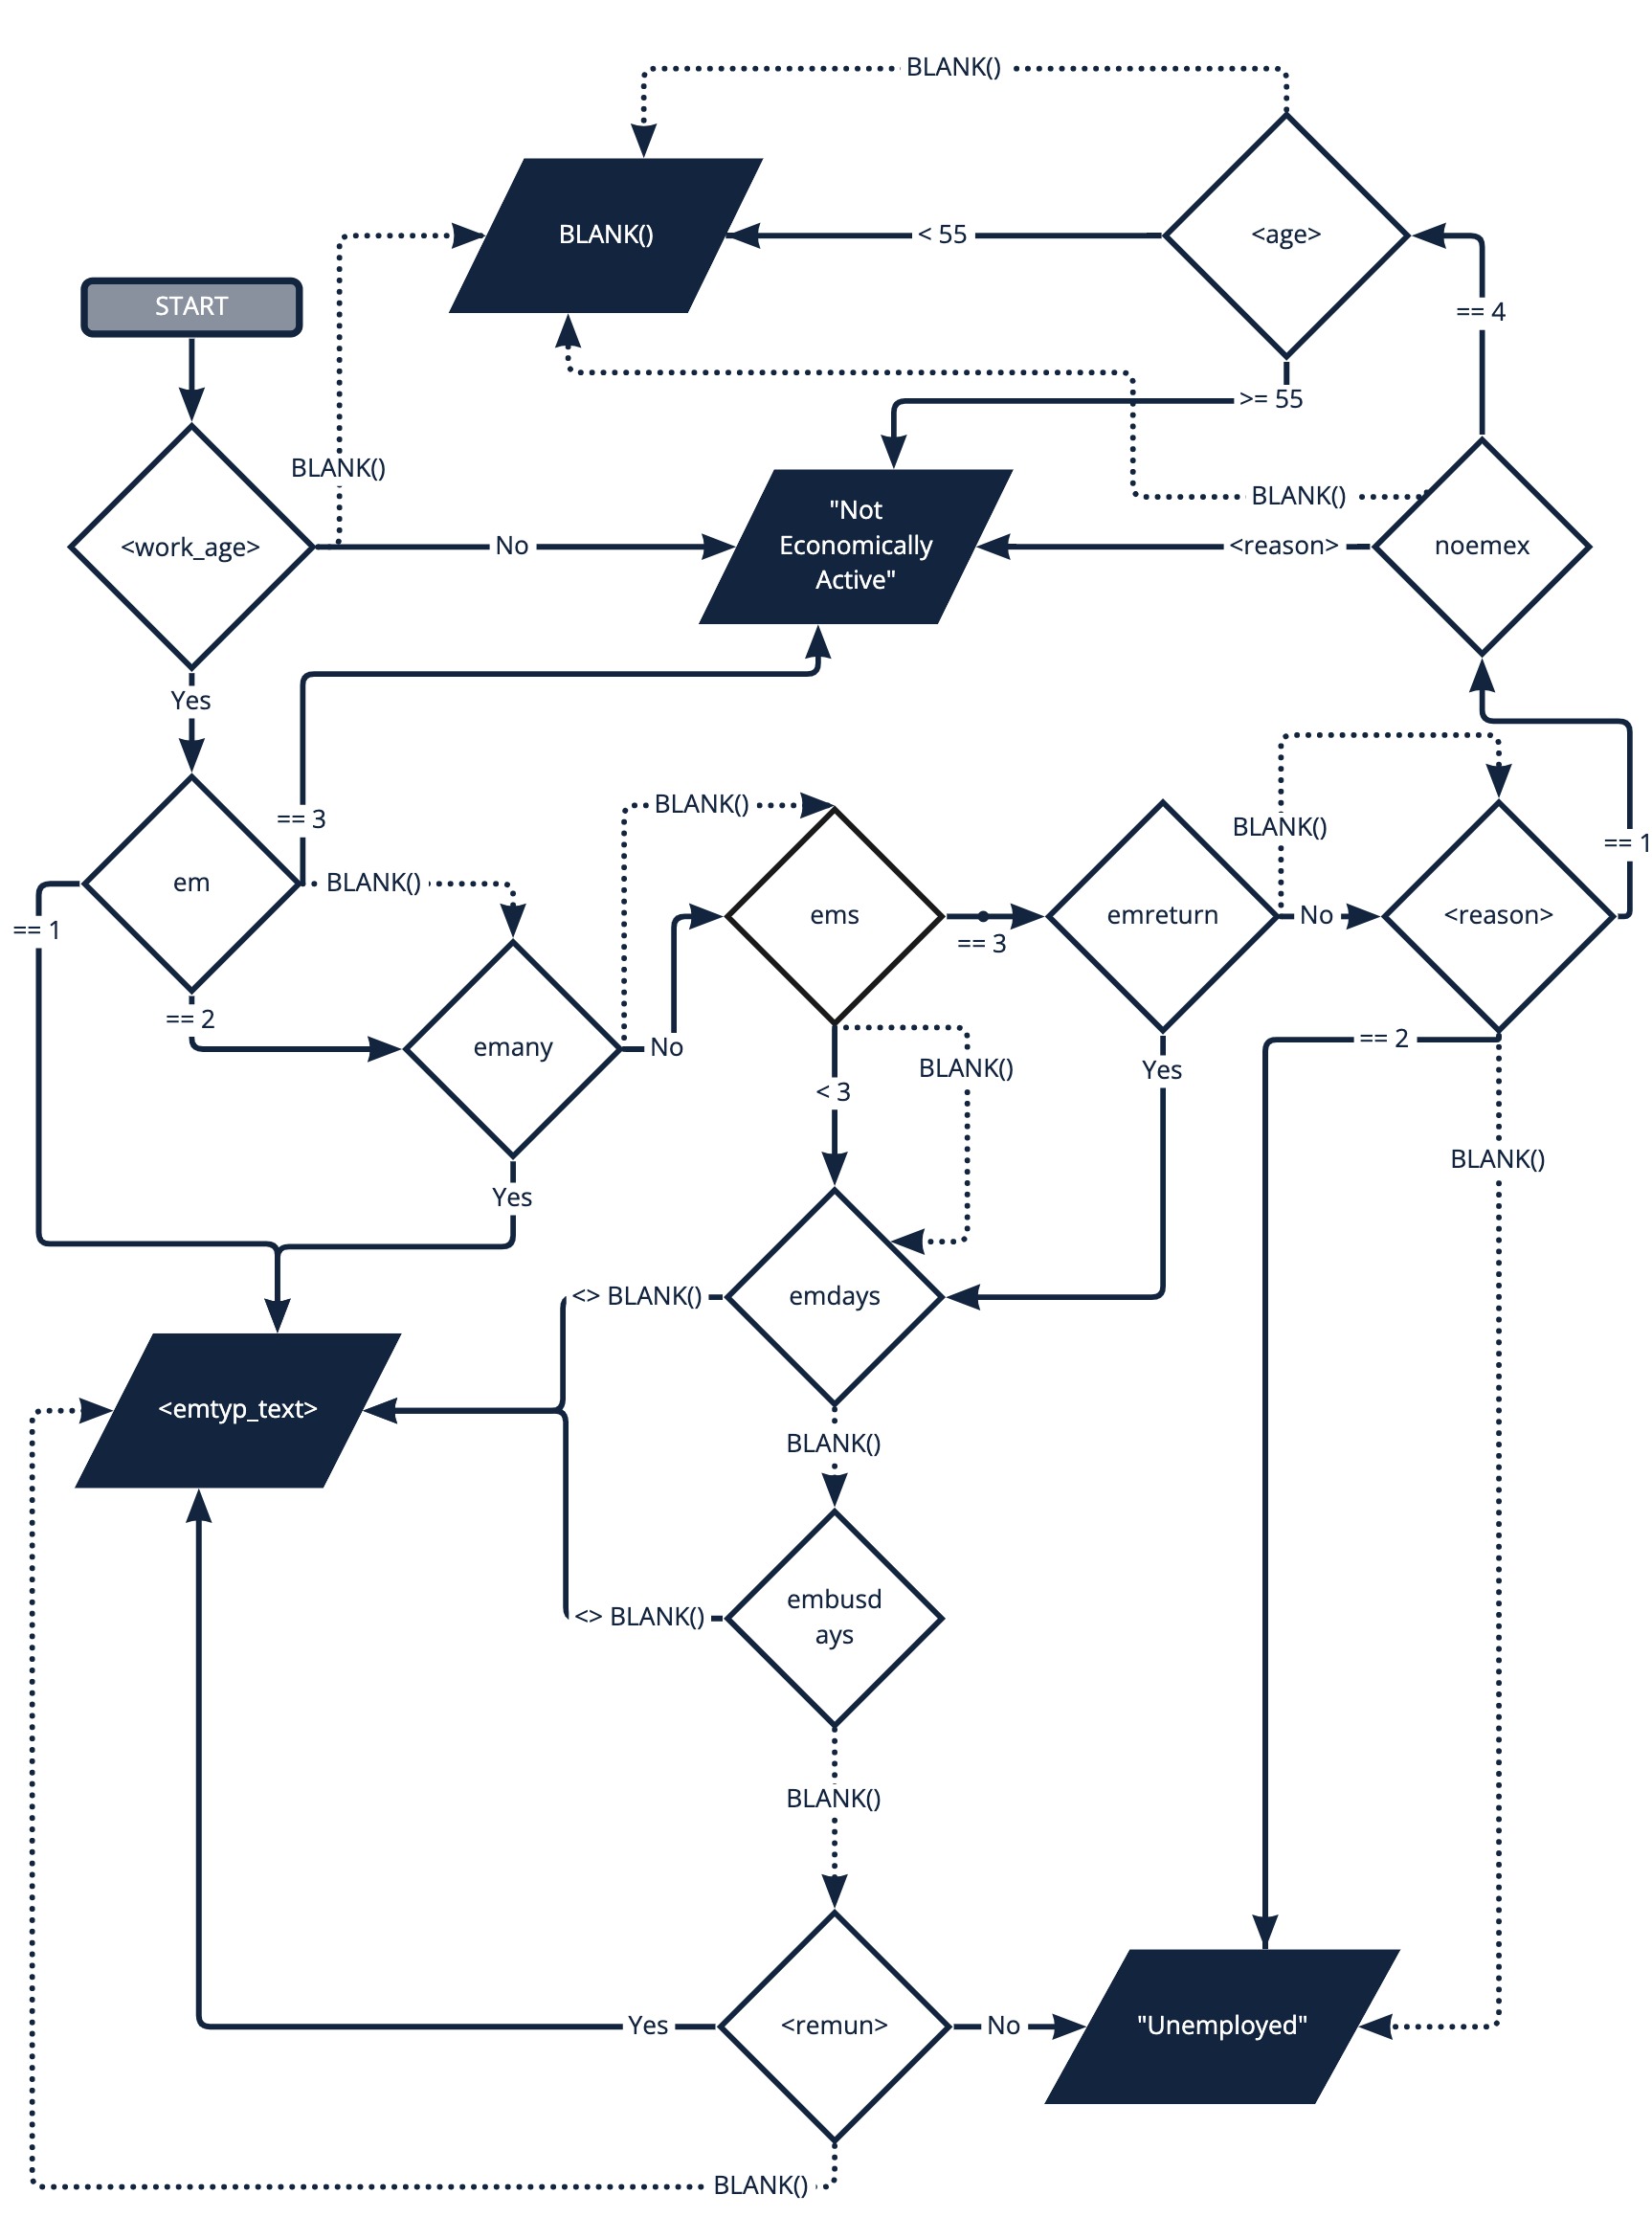 BLANK()
BLANK()
< 55
<age>
START
== 4
>= 55
BLANK()
BLANK()
"Not
Economically
Active"
<work_age>
No
<reason>
noemex
Yes
== 3
BLANK()
BLANK()
== 1
em
BLANK()
== 1
ems
== 3
emreturn
No
<reason>
== 2
emany
No
< 3
BLANK()
Yes
== 2
BLANK()
Yes
<> BLANK()
emdays
<emtyp_text>
BLANK()
<> BLANK()
embusd
ays
BLANK()
Yes
<remun>
No
"Unemployed"
BLANK()